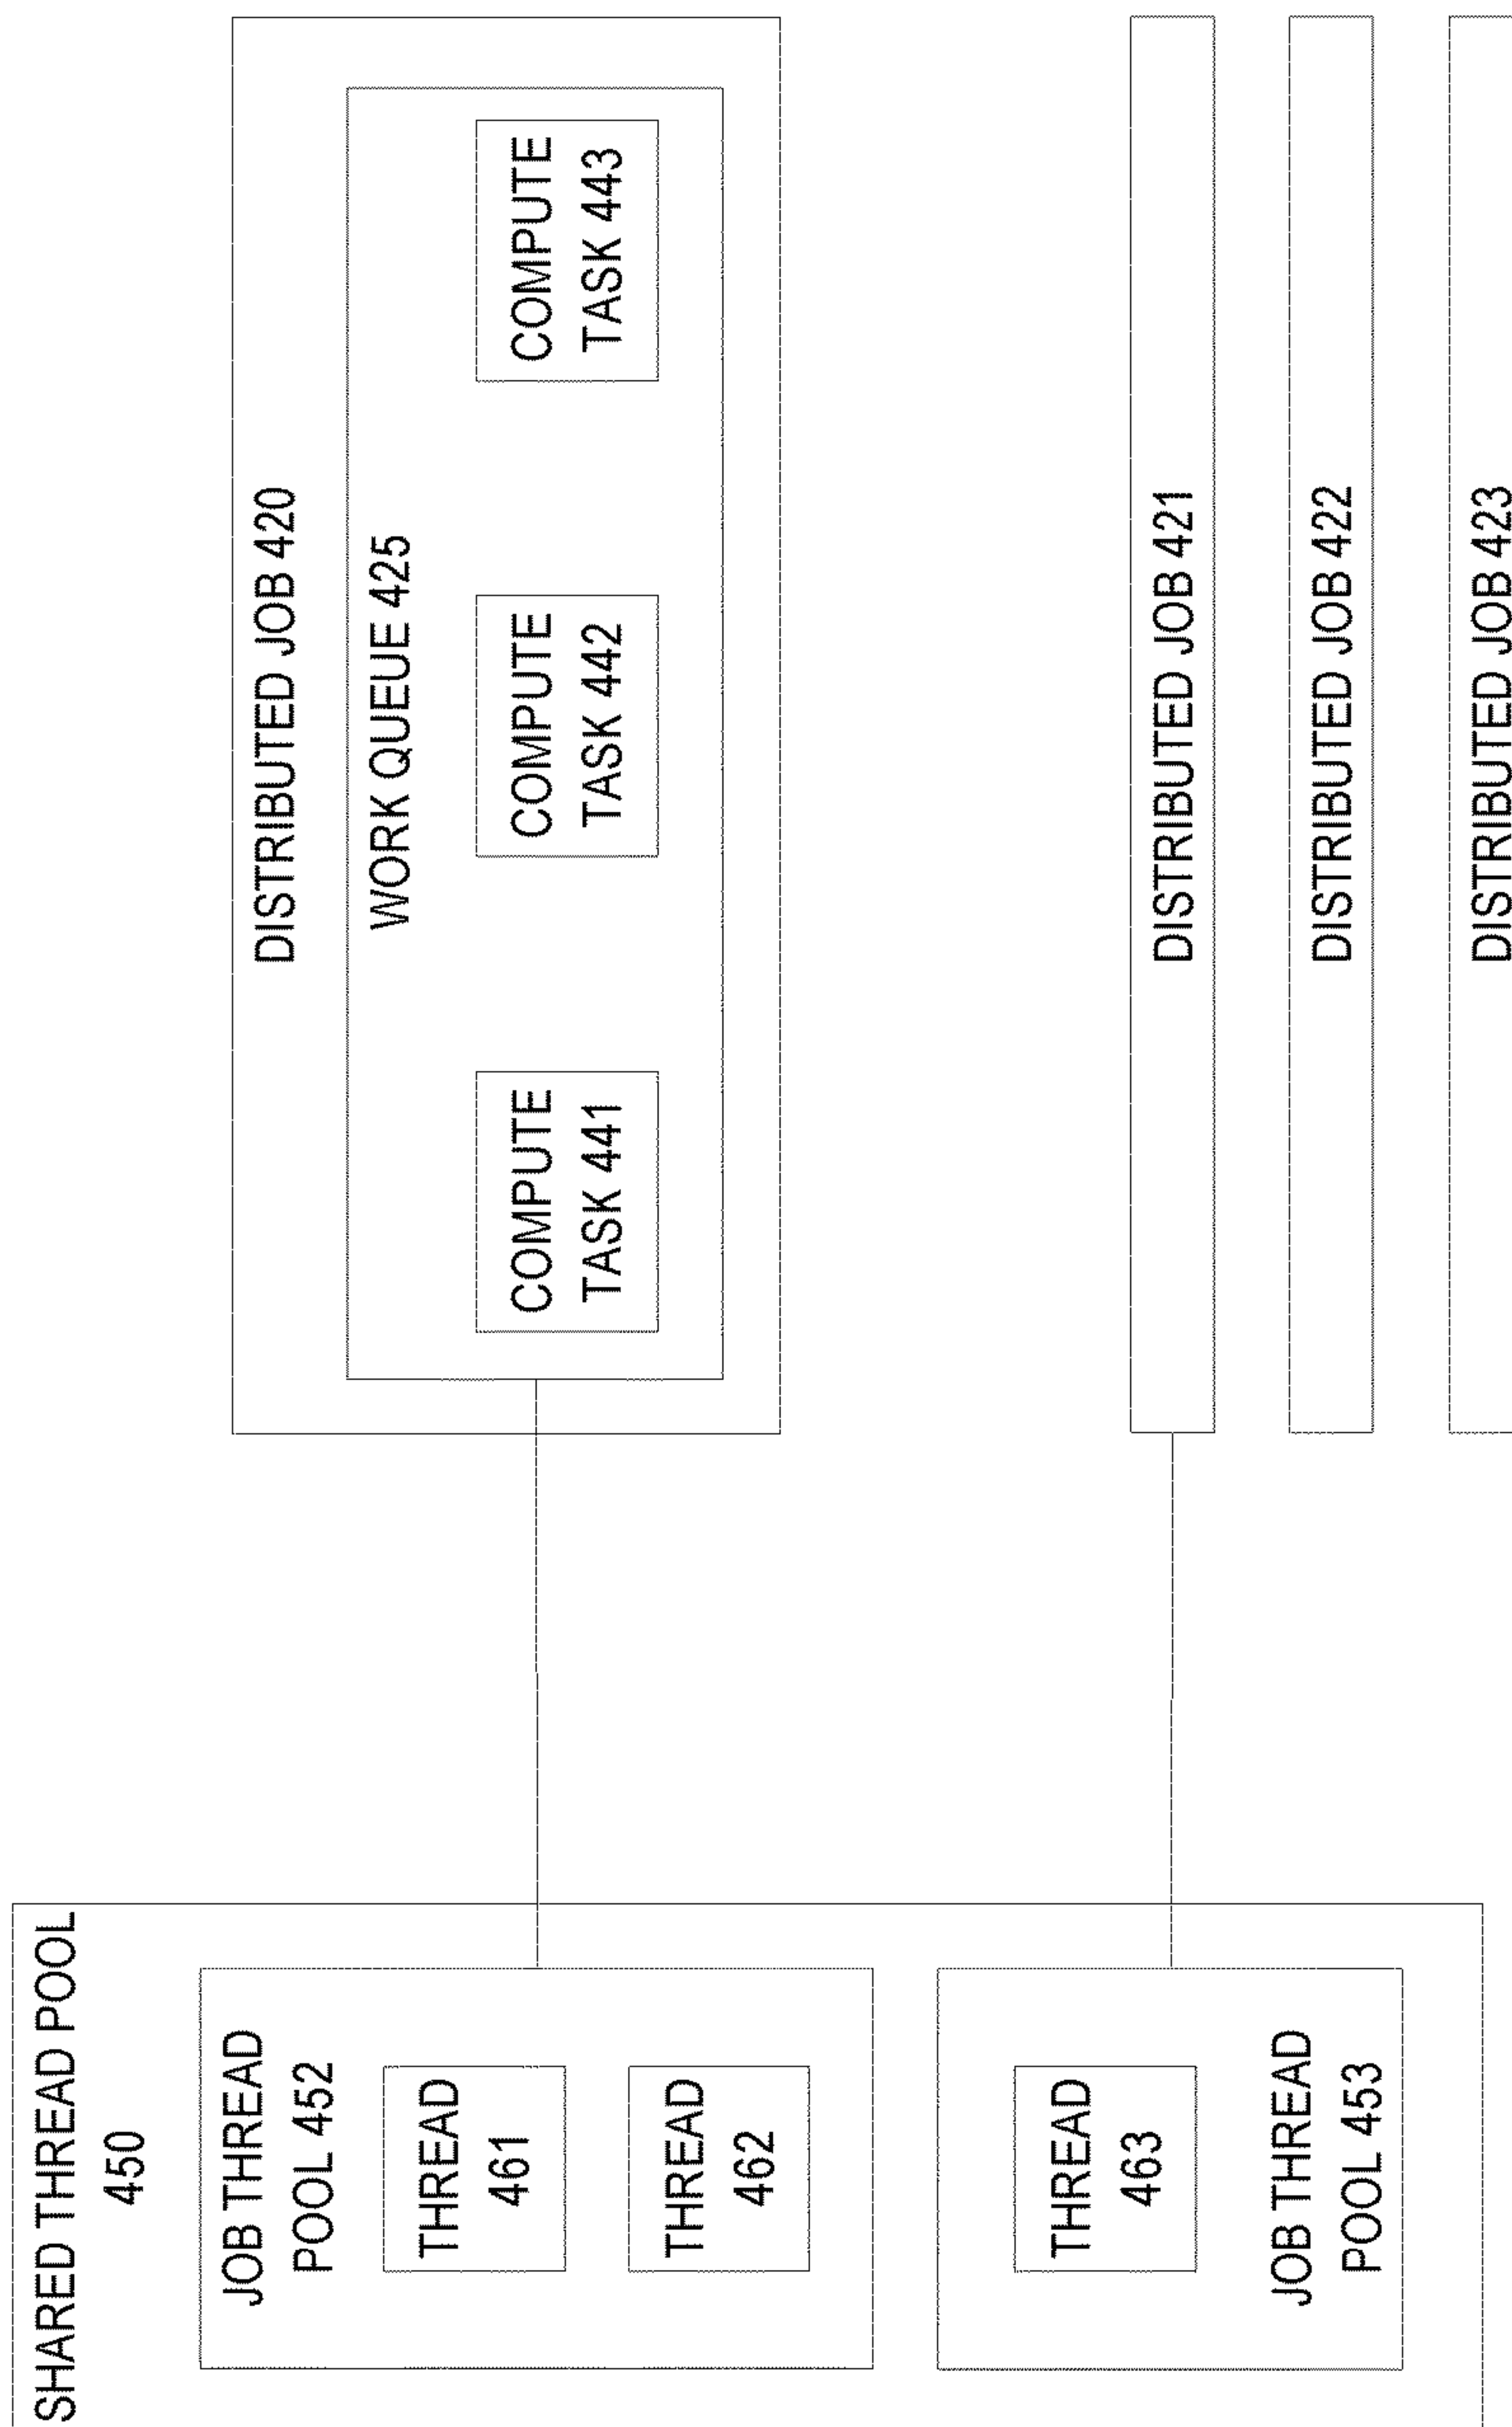 SHARED THREAD POOL
450
JOB THREAD
POOL 452
THREAD
461
THREAD
462
THREAD
463
JOB THREAD
POOL 453
DISTRIBUTED JOB 420
WORK QUEUE 425
COMPUTE
TASK 441
COMPUTE
TASK 442
COMPUTE
TASK 443
DISTRIBUTED JOB 421
DISTRIBUTED JOB 422
DISTRIBUTED JOB 423